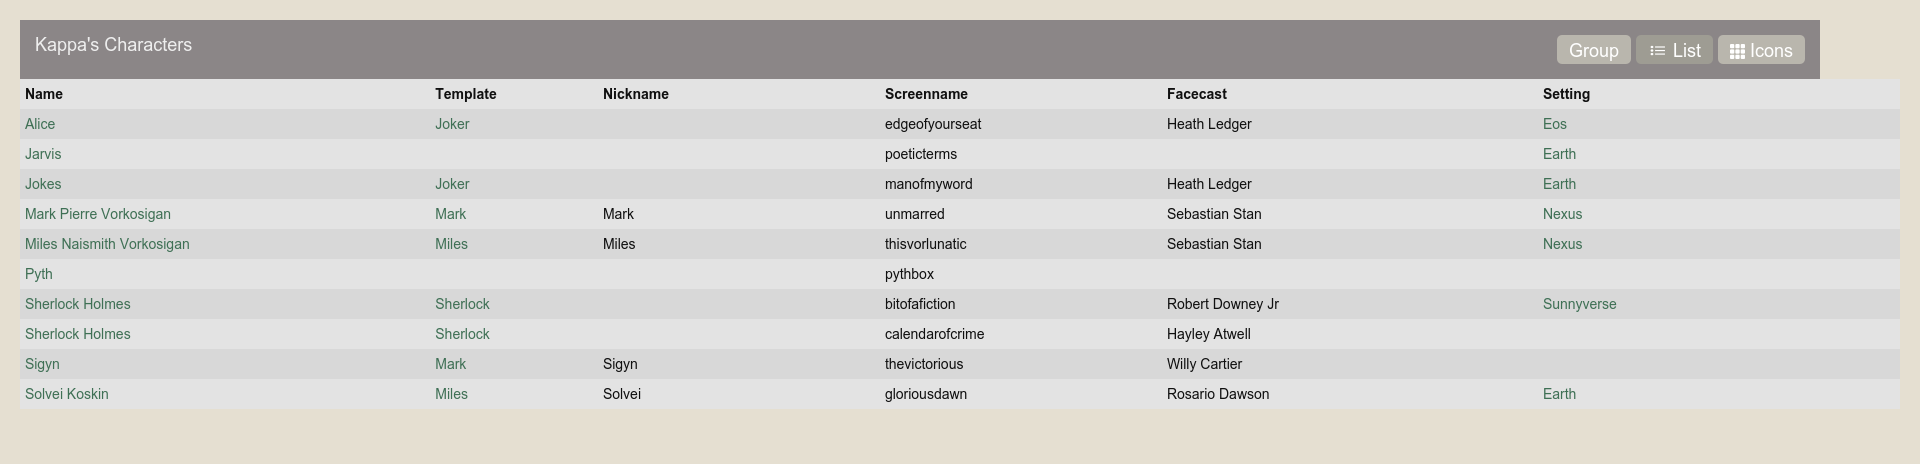 Kappa's Characters Group List Icons
Name Template Nickname Screenname Facecast Setting
Alice Joker edgeofyourseat Heath Ledger Eos
Jarvis poeticterms Earth
Jokes Joker manofmyword Heath Ledger Earth
Mark Pierre Vorkosigan Mark Mark unmarred Sebastian Stan Nexus
Miles Naismith Vorkosigan Miles Miles thisvorlunatic Sebastian Stan Nexus
Pyth pythbox
Sherlock Holmes Sherlock bitofafiction Robert Downey Jr Sunnyverse
Sherlock Holmes Sherlock calendarofcrime Hayley Atwell
Sigyn Mark Sigyn thevictorious Willy Cartier
Solvei Koskin Miles Solvei gloriousdawn Rosario Dawson Earth